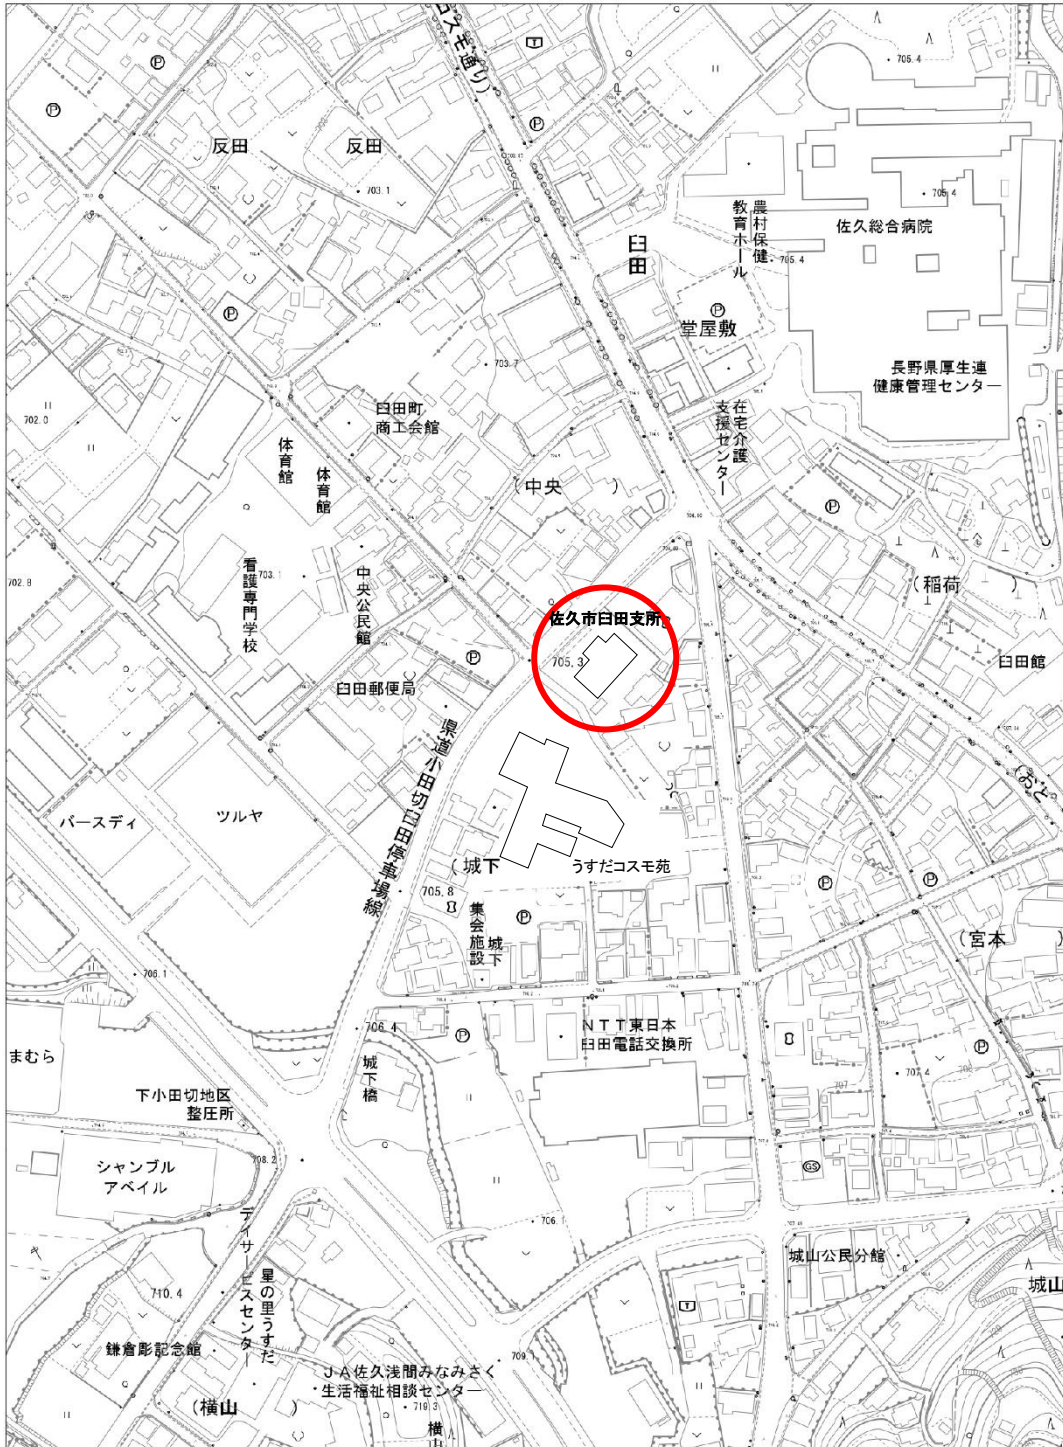 (コスモ通り)
705.4
反田
反田
703.1
705.4
佐久総合病院
農村保健
教育ホール
705.4
臼田
堂屋敷
長野県厚生連
健康管理センター
703.7
702.0
臼田町
商工会館
体育館
体育館
在宅介護
支援センター
(中央)
(稲荷)
702.8
703.1
看護専門学校
中央公民館
佐久市臼田支所
705.3
臼田館
臼田郵便局
県道小田切臼田停車場線
バースディ
ツルヤ
(おと
(城下
うすだコスモ苑
705.8
集会施設
城下
(宮本)
706.1
706.4
NTT東日本
臼田電話交換所
まむら
城下橋
707
707.4
下小田切地区
整圧所
シャンブル
アベイル
708.2
GS
706.1
デイサービスセンター
星の里うすだ
城山公民分館
城山
710.4
鎌倉彫記念館
709.1
JA佐久浅間みなみさく
生活福祉相談センター
719.3
(横山)
横山